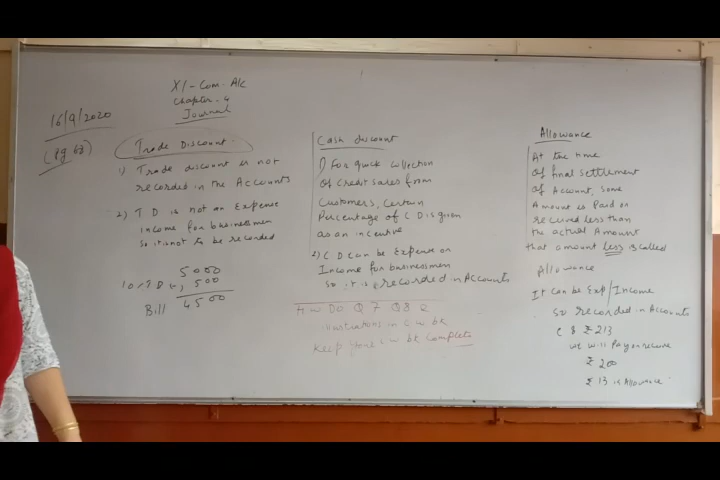 XI - Com. A/c
Chapter - 4
Journal
16/9/2020
(Pg 68)
Trade Discount
1) Trade discount is not
recorded in the Accounts
2) T D is not an Expense
income for businessmen
so it is not to be recorded
5000
10% T D 500
Bill 4500
Cash discount
1) For quick collection
of credit sales from
Customers, Certain
Percentage of C D is given
as an incentive
2) C D can be Expense or
Income for businessmen
so it is recorded in Accounts
H W Do Q 7 Q 8 &
illustrations in C W bk
Keep your C W bk Complete
Allowance
At the time
of final settlement
of Account, some
Amount is Paid or
received less than
the actual Amount
that amount less is called
Allowance
It can be Exp/Income
so recorded in Accounts
₹ 213
we will Pay or receive
₹ 200
₹ 13 is Allowance